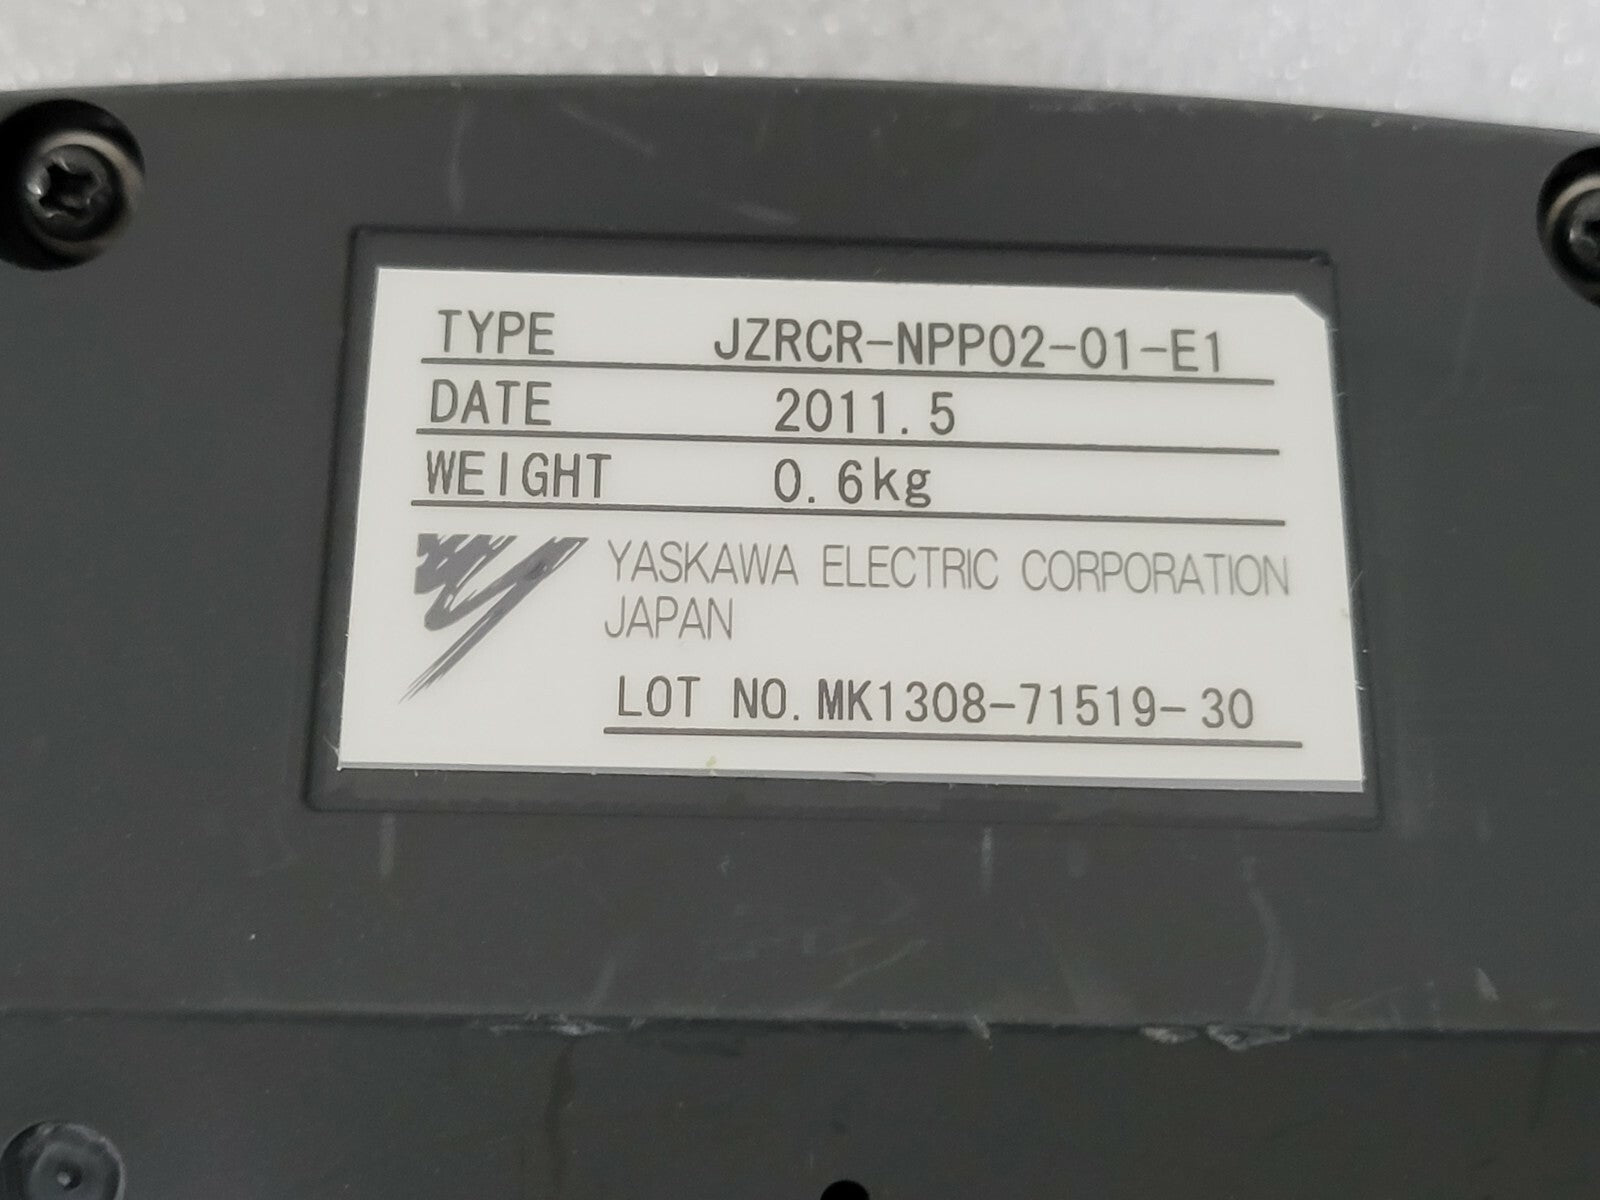 TYPE JZRCR-NPP02-01-E1
DATE 2011.5
WEIGHT 0.6kg
YASKAWA ELECTRIC CORPORATION
JAPAN
LOT NO. MK1308-71519-30